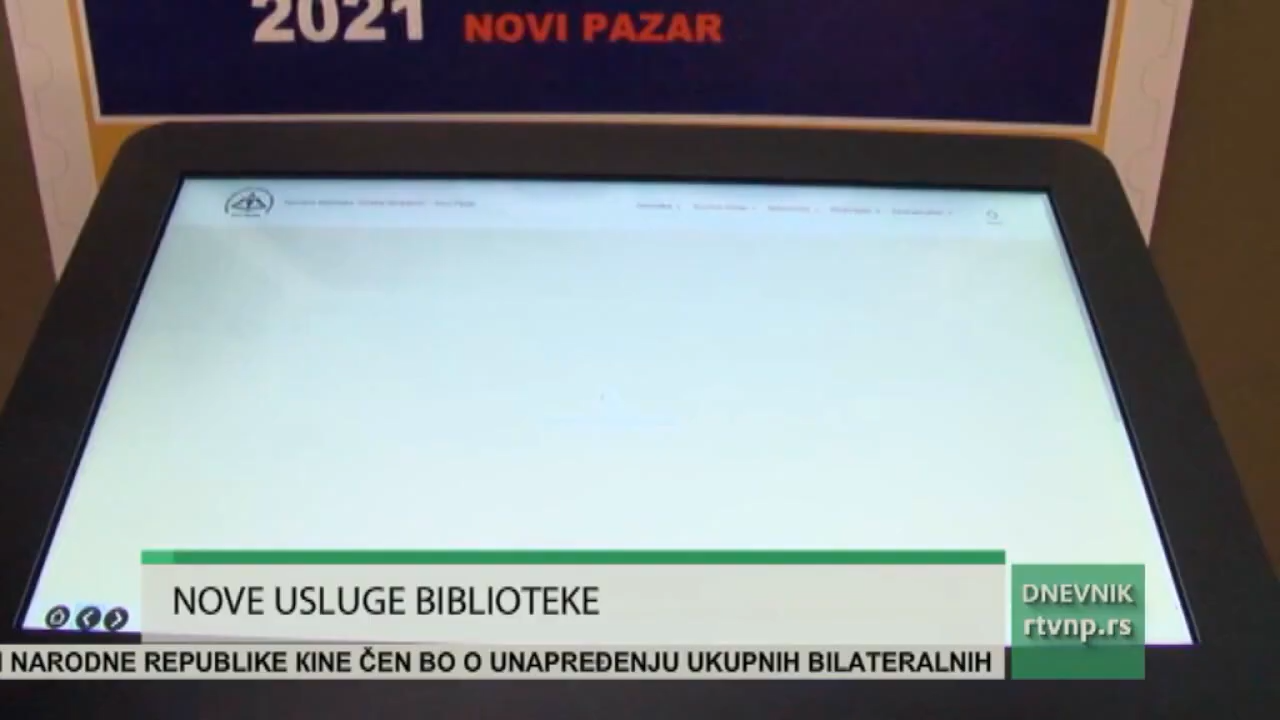 2021 NOVI PAZAR
NOVE USLUGE BIBLIOTEKE
DNEVNIK
rtvnp.rs
I NARODNE REPUBLIKE KINE ČEN BO O UNAPREĐENJU UKUPNIH BILATERALNIH